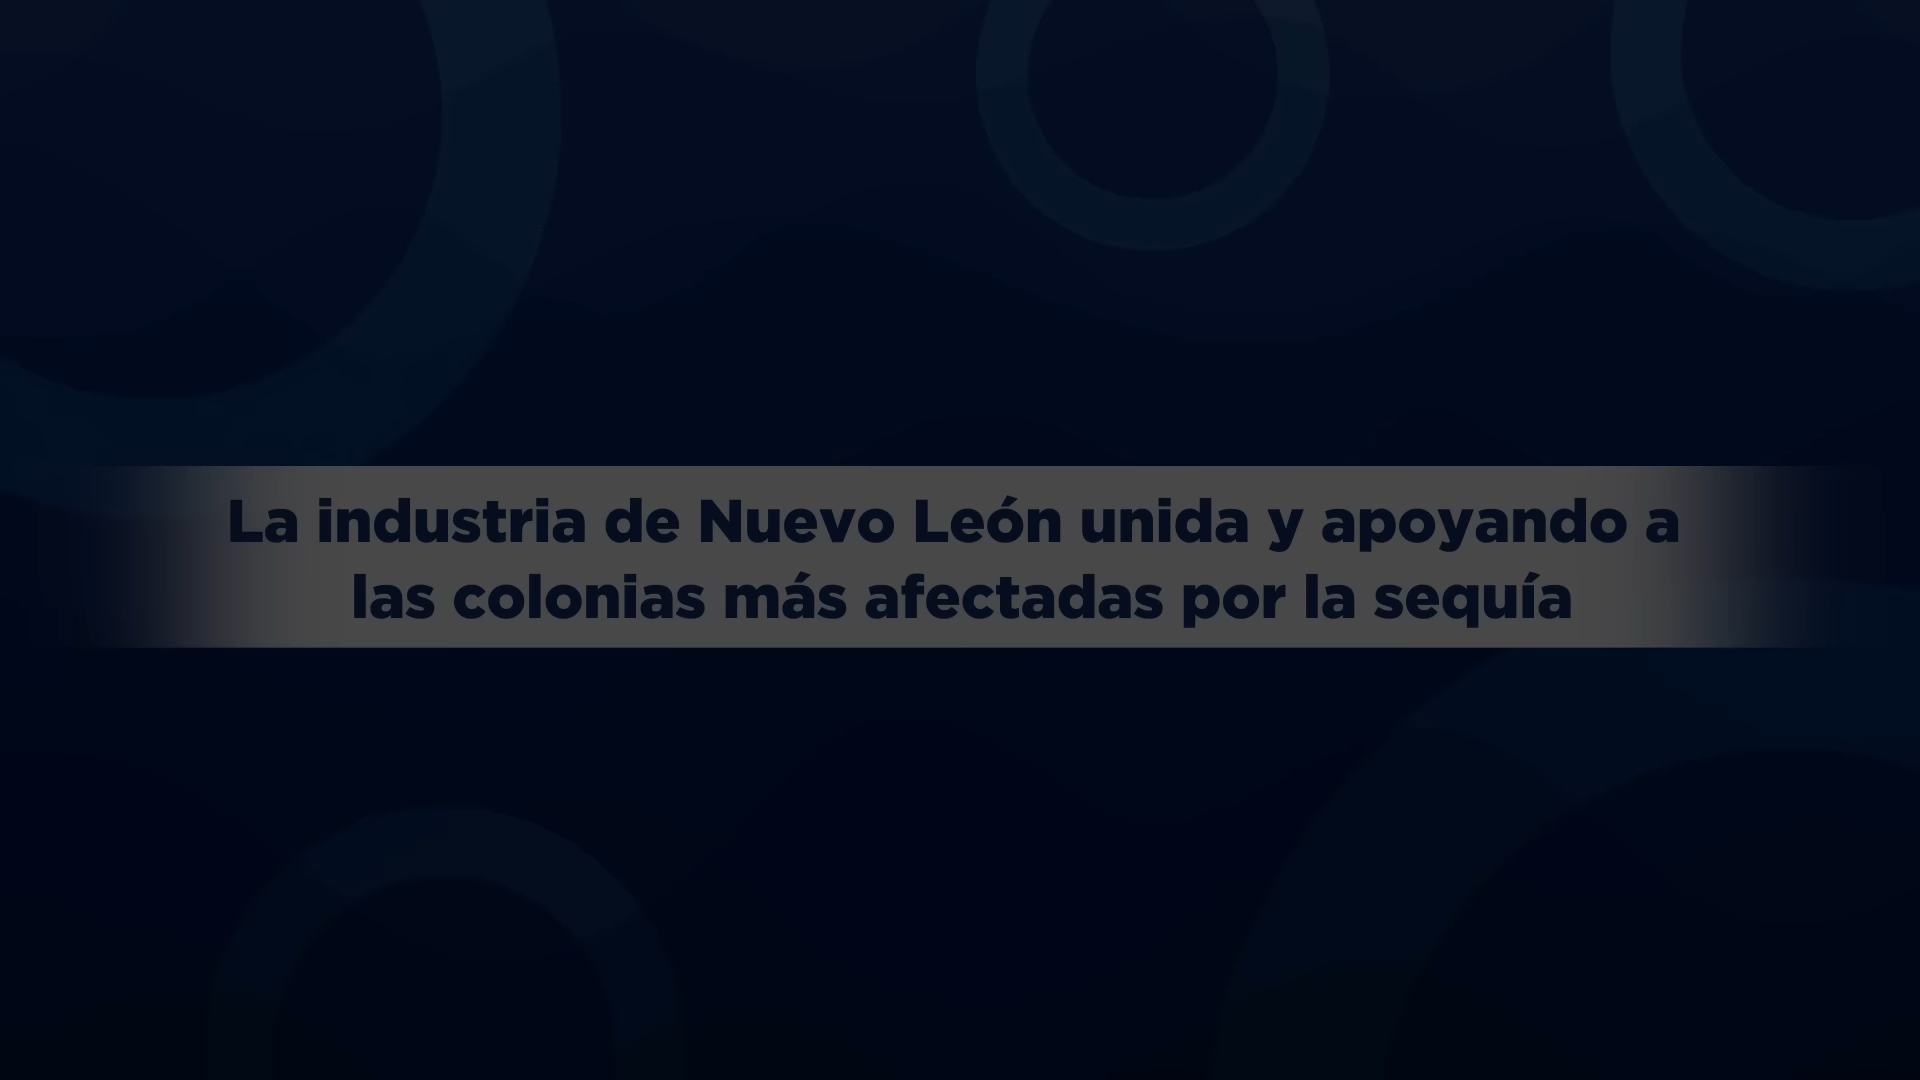 La industria de Nuevo León unida y apoyando a
las colonias más afectadas por la sequía